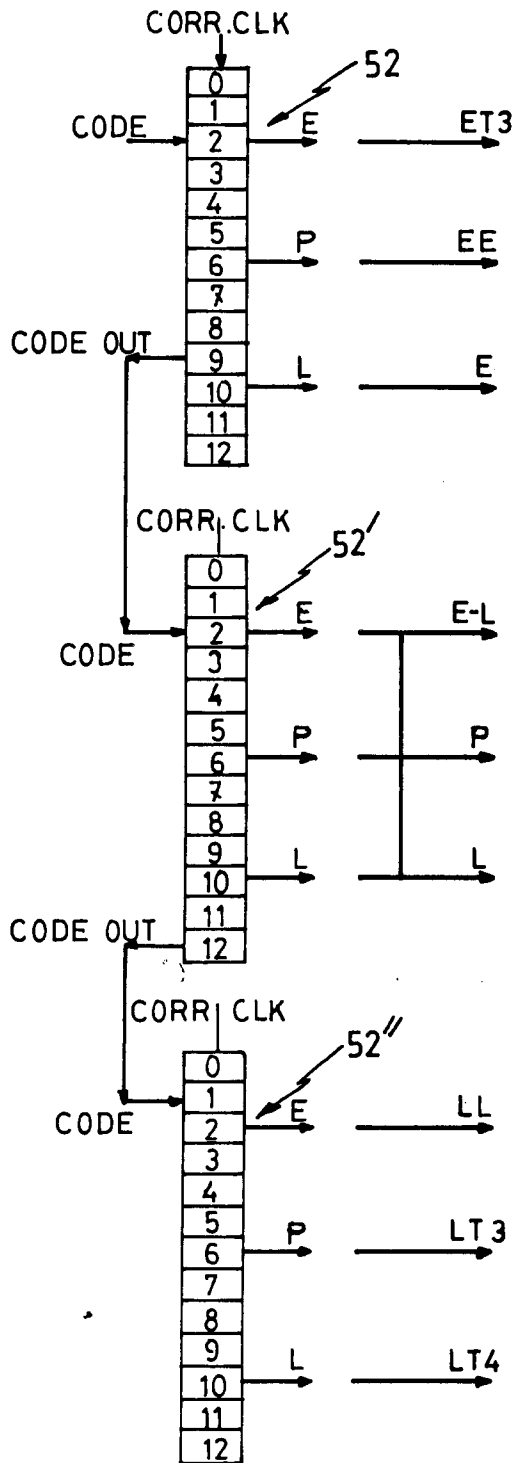 CORR.CLK
52
0
1
CODE 2 E ET3
3
4
5
6 P EE
7
8
CODE OUT 9
10 L E
11
12
CORR.CLK
52'
0
1
CODE 2 E E-L
3
4
5
6 P P
7
8
9
10 L L
11
CODE OUT 12
CORR CLK
52"
0
CODE 1
2 E LL
3
4
5
6 P LT3
7
8
9
10 L LT4
11
12